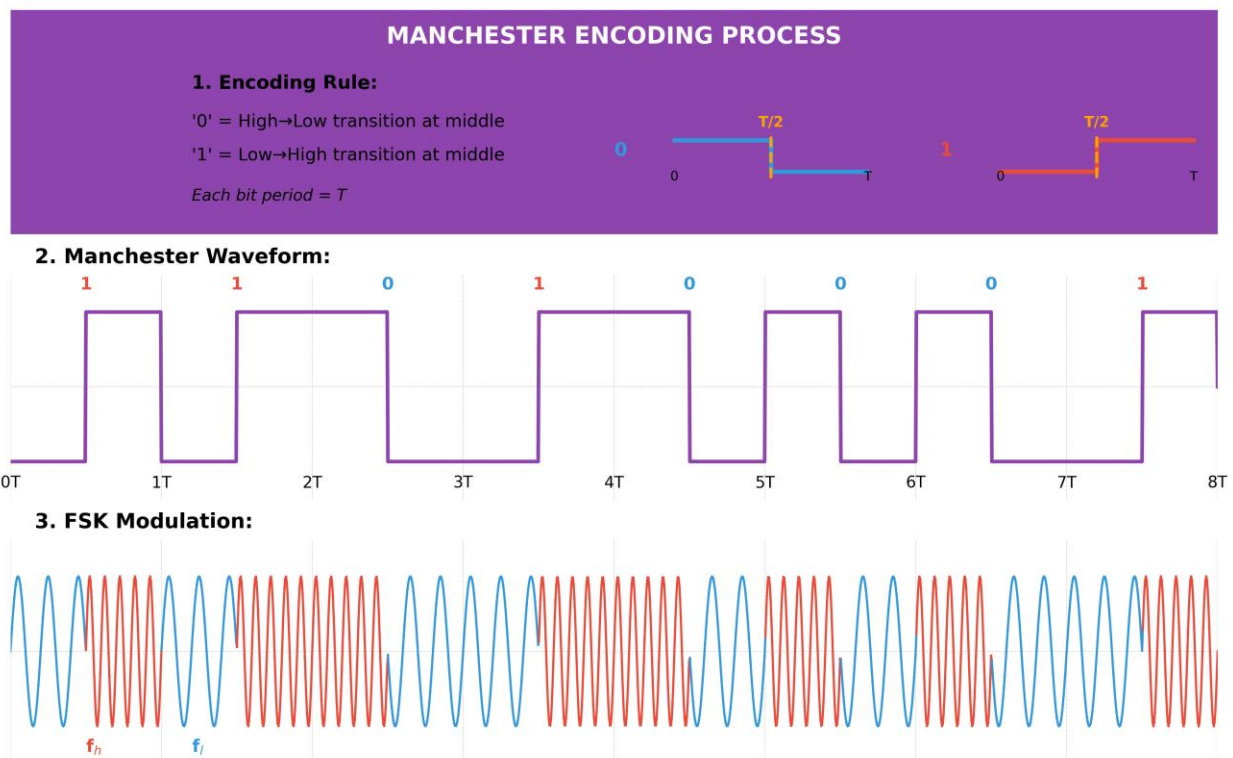 MANCHESTER ENCODING PROCESS
1. Encoding Rule:
'0' = High→Low transition at middle
'1' = Low→High transition at middle
Each bit period = T
0
T/2
0
T
1
T/2
0
T
2. Manchester Waveform:
1 1 0 1 0 0 0 1
0T 1T 2T 3T 4T 5T 6T 7T 8T
3. FSK Modulation:
fh fl